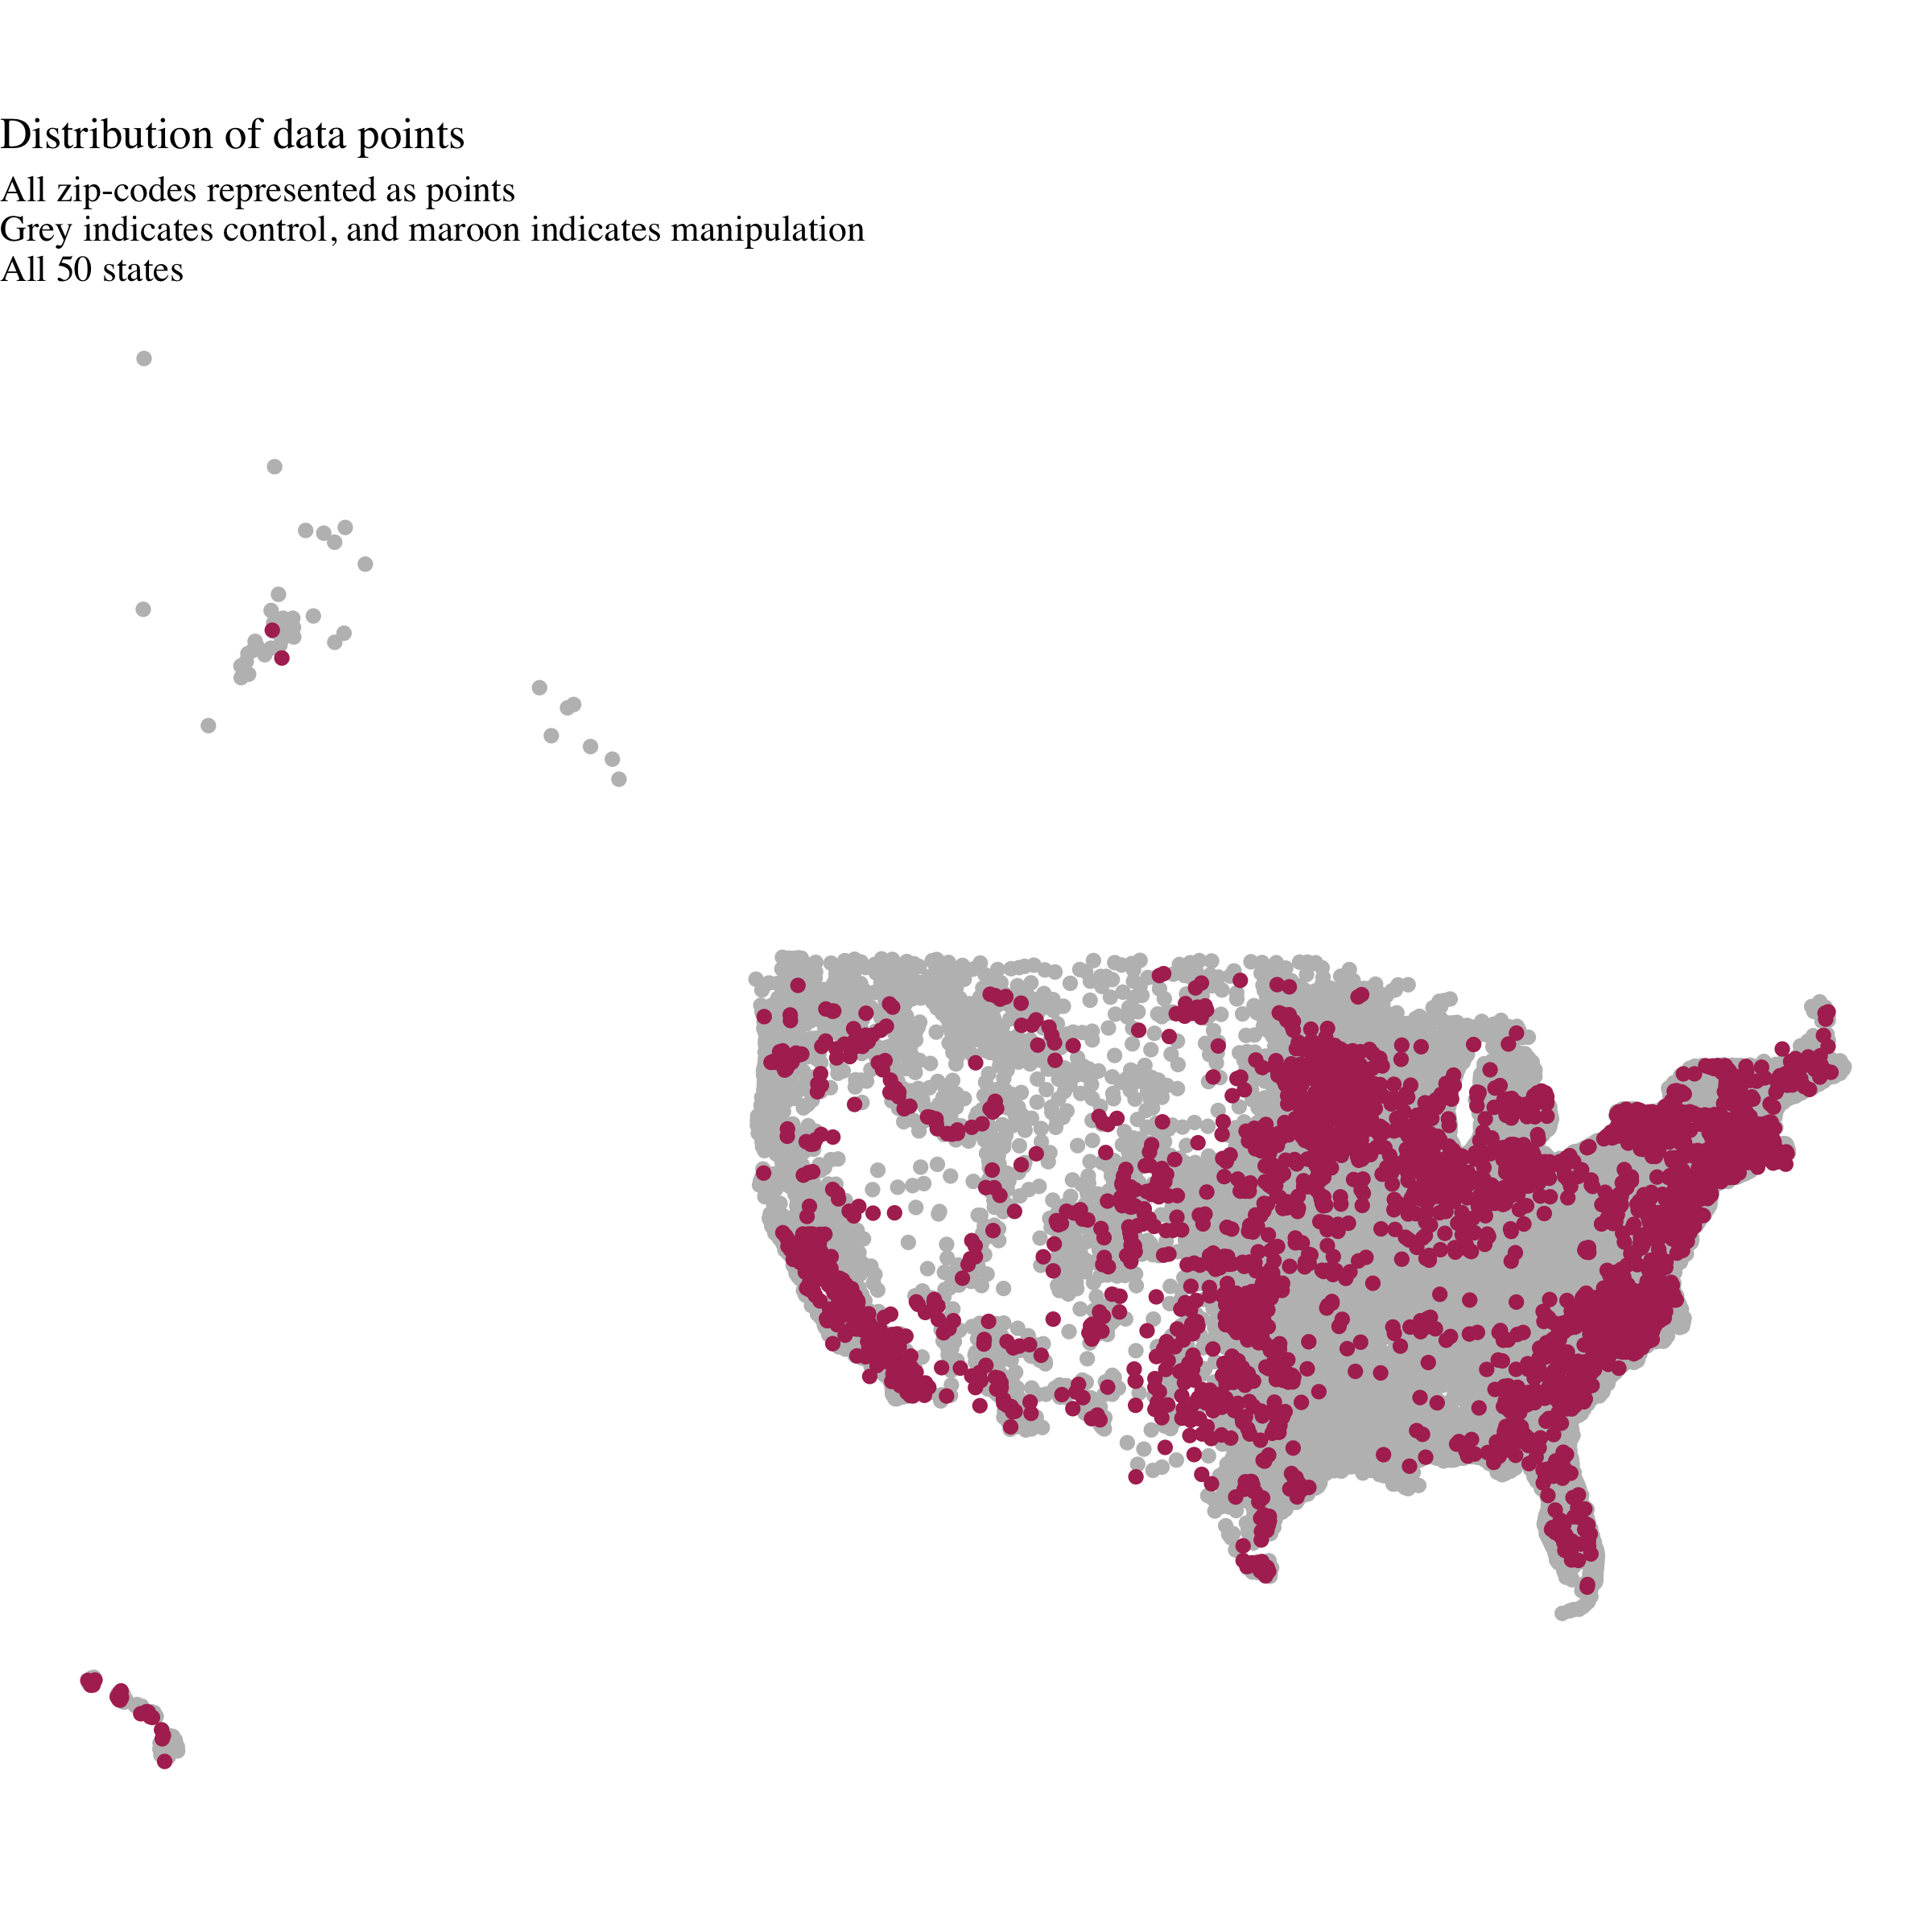 Distribution of data points
All zip-codes represented as points
Grey indicates control, and maroon indicates manipulation
All 50 states